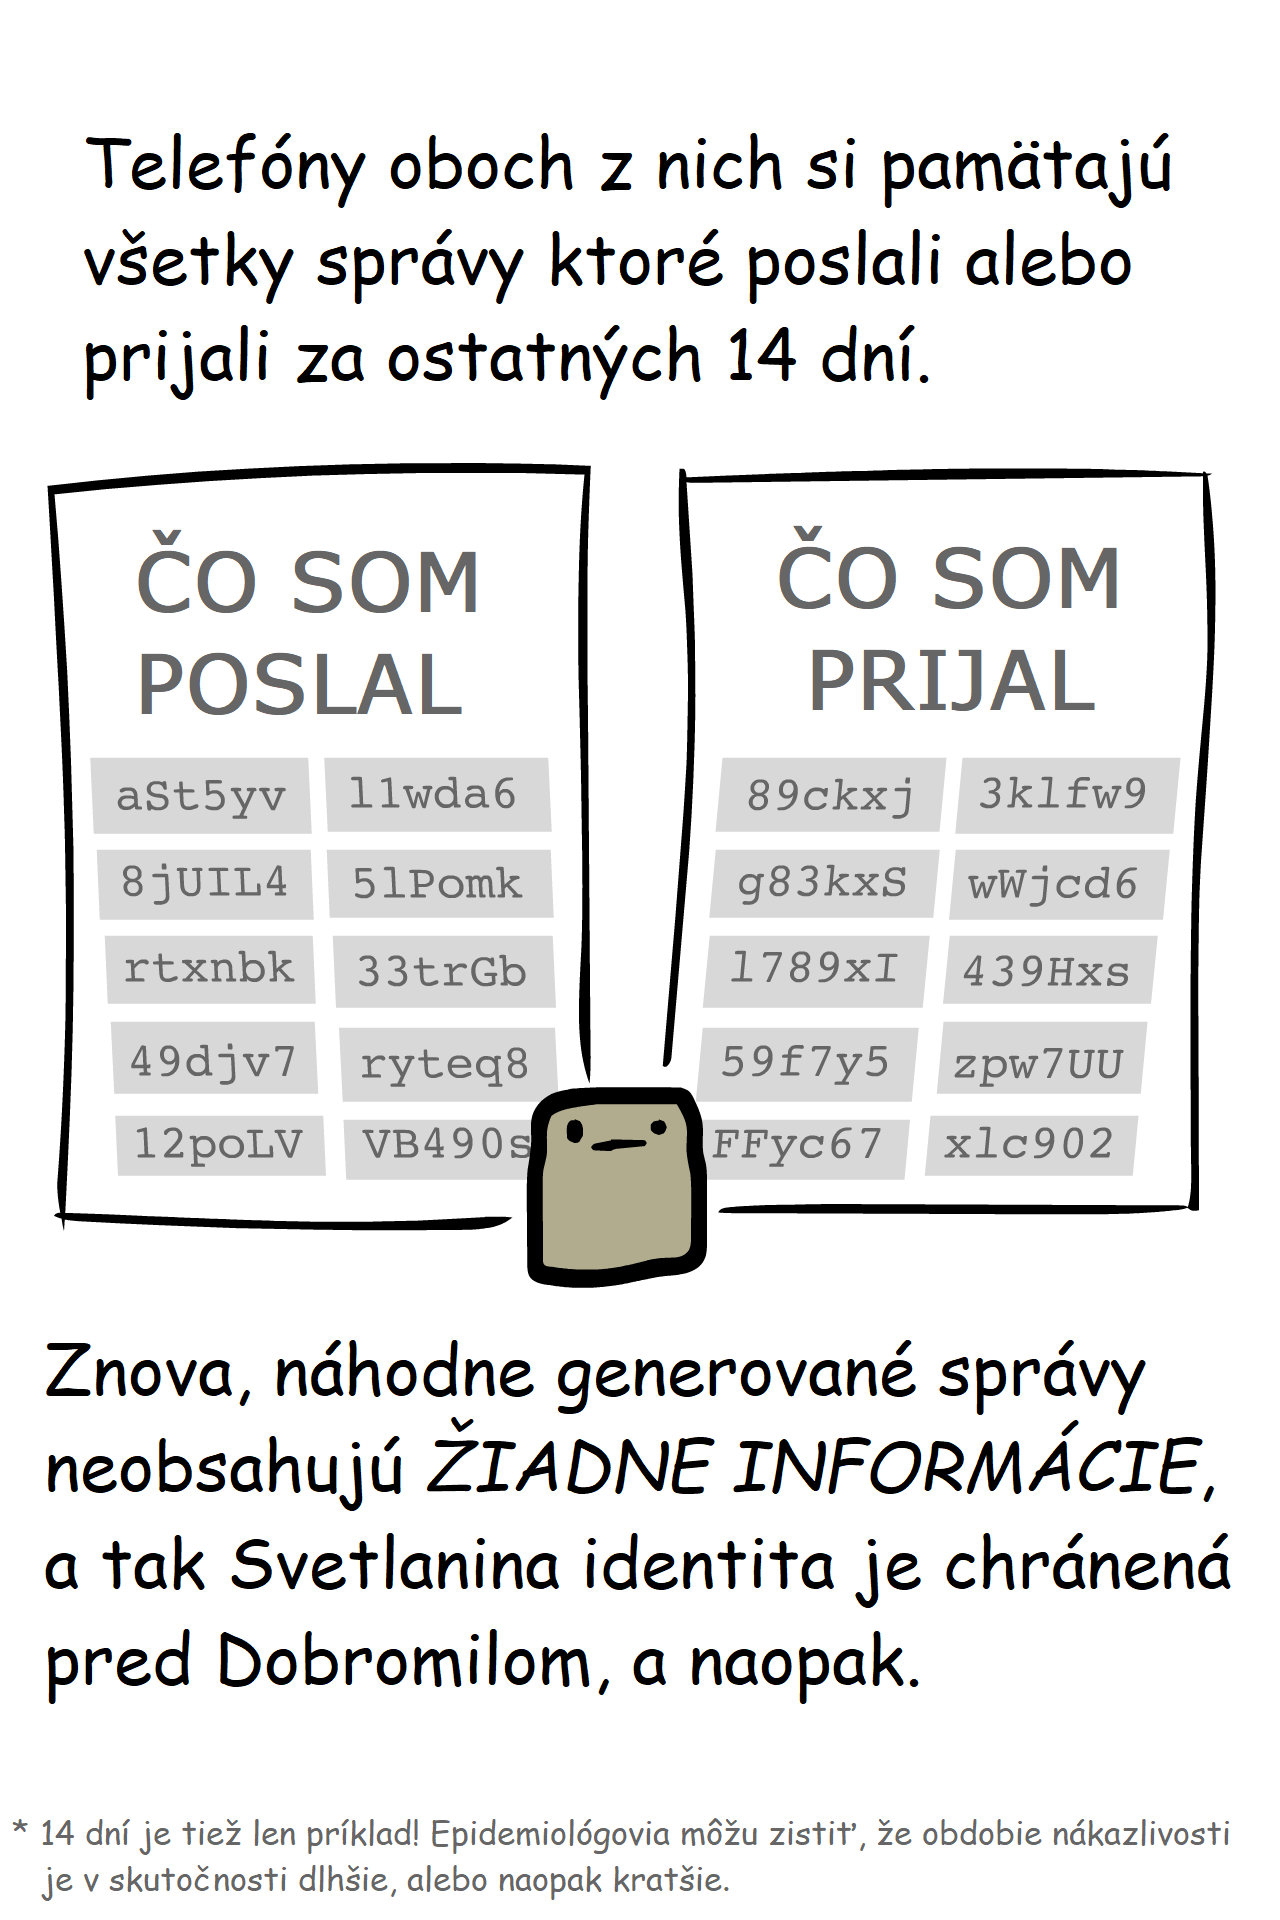 Telefóny oboch z nich si pamätajú
všetky správy ktoré poslali alebo
prijali za ostatných 14 dní.
ČO SOM
POSLAL
aSt5yv l1wda6
8jUIL4 5lPomk
rtxnbk 33trGb
49djv7 ryteq8
12poLV VB490s
ČO SOM
PRIJAL
89ckxj 3klfw9
g83kxS wWjcd6
l789xI 439Hxs
59f7y5 zpw7UU
FFyc67 xlc902
Znova, náhodne generované správy
neobsahujú ŽIADNE INFORMÁCIE,
a tak Svetlanina identita je chránená
pred Dobromilom, a naopak.
* 14 dní je tiež len príklad! Epidemiológovia môžu zistiť, že obdobie nákazlivosti
je v skutočnosti dlhšie, alebo naopak kratšie.